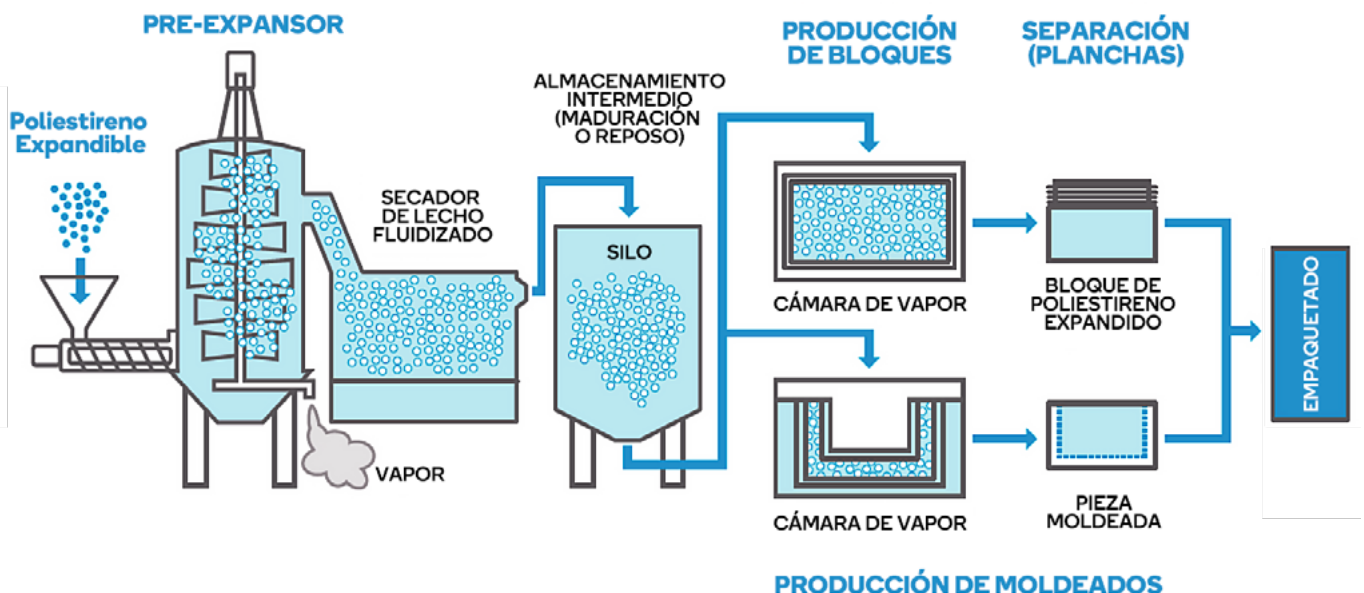 PRE-EXPANSOR
Poliestireno
Expandible
SECADOR
DE LECHO
FLUIDIZADO
VAPOR
ALMACENAMIENTO
INTERMEDIO
(MADURACIÓN
O REPOSO)
SILO
PRODUCCIÓN
DE BLOQUES
CÁMARA DE VAPOR
SEPARACIÓN
(PLANCHAS)
BLOQUE DE
POLIESTIRENO
EXPANDIDO
CÁMARA DE VAPOR
PIEZA
MOLDEADA
PRODUCCIÓN DE MOLDEADOS
EMPAQUETADO